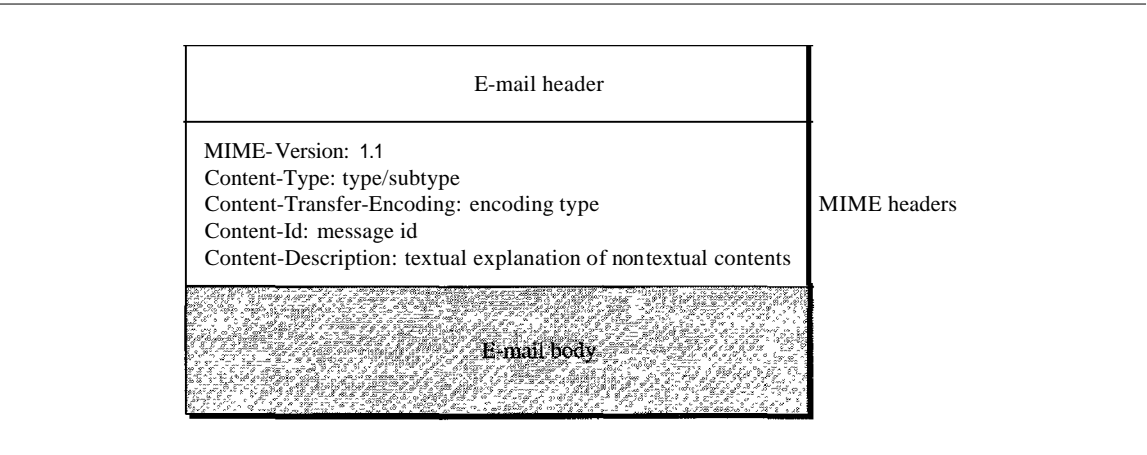 E-mail header
MIME-Version: 1.1
Content-Type: type/subtype
Content-Transfer-Encoding: encoding type
Content-Id: message id
Content-Description: textual explanation of nontextual contents
MIME headers
E-mail body